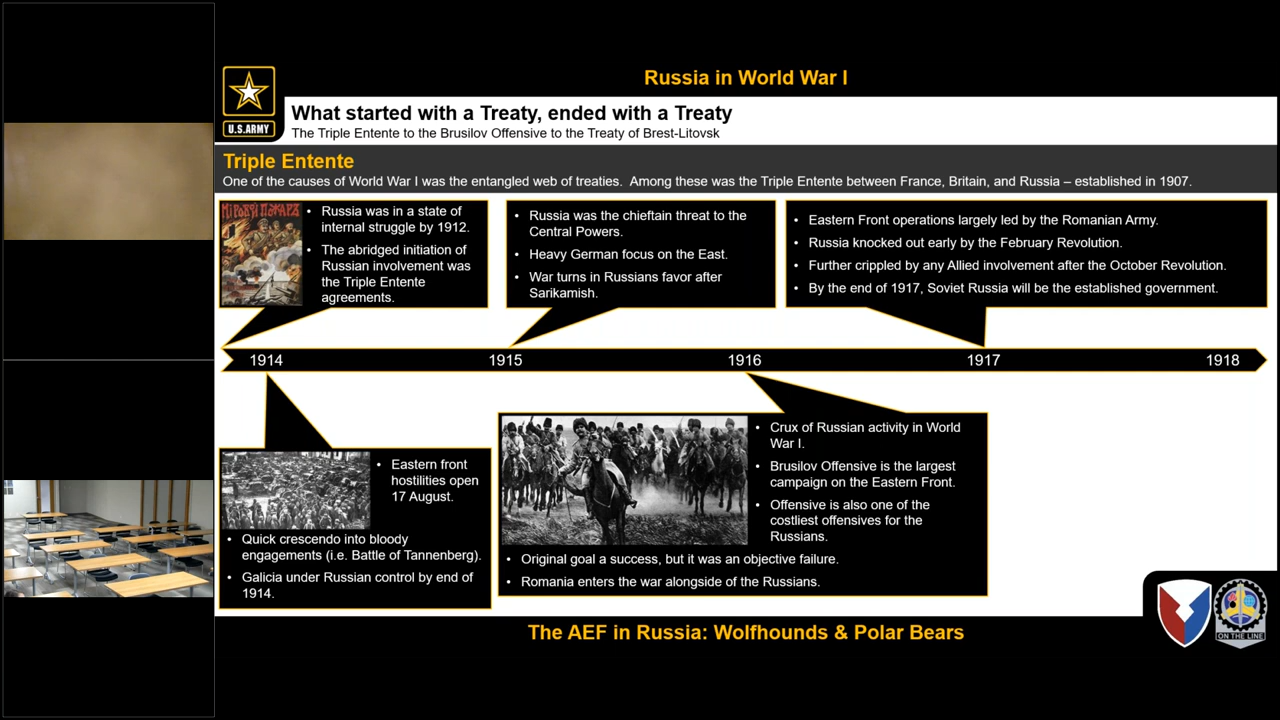 Russia in World War I
U.S.ARMY
What started with a Treaty, ended with a Treaty
The Triple Entente to the Brusilov Offensive to the Treaty of Brest-Litovsk
Triple Entente
One of the causes of World War I was the entangled web of treaties.  Among these was the Triple Entente between France, Britain, and Russia – established in 1907.
• Russia was in a state of
internal struggle by 1912.
• The abridged initiation of
Russian involvement was
the Triple Entente
agreements.
• Russia was the chieftain threat to the
Central Powers.
• Heavy German focus on the East.
• War turns in Russians favor after
Sarikamish.
• Eastern Front operations largely led by the Romanian Army.
• Russia knocked out early by the February Revolution.
• Further crippled by any Allied involvement after the October Revolution.
• By the end of 1917, Soviet Russia will be the established government.
1914
1915
1916
1917
1918
• Eastern front
hostilities open
17 August.
• Quick crescendo into bloody
engagements (i.e. Battle of Tannenberg).
• Galicia under Russian control by end of
1914.
• Crux of Russian activity in World
War I.
• Brusilov Offensive is the largest
campaign on the Eastern Front.
• Offensive is also one of the
costliest offensives for the
Russians.
• Original goal a success, but it was an objective failure.
• Romania enters the war alongside of the Russians.
ON THE LINE
The AEF in Russia: Wolfhounds & Polar Bears